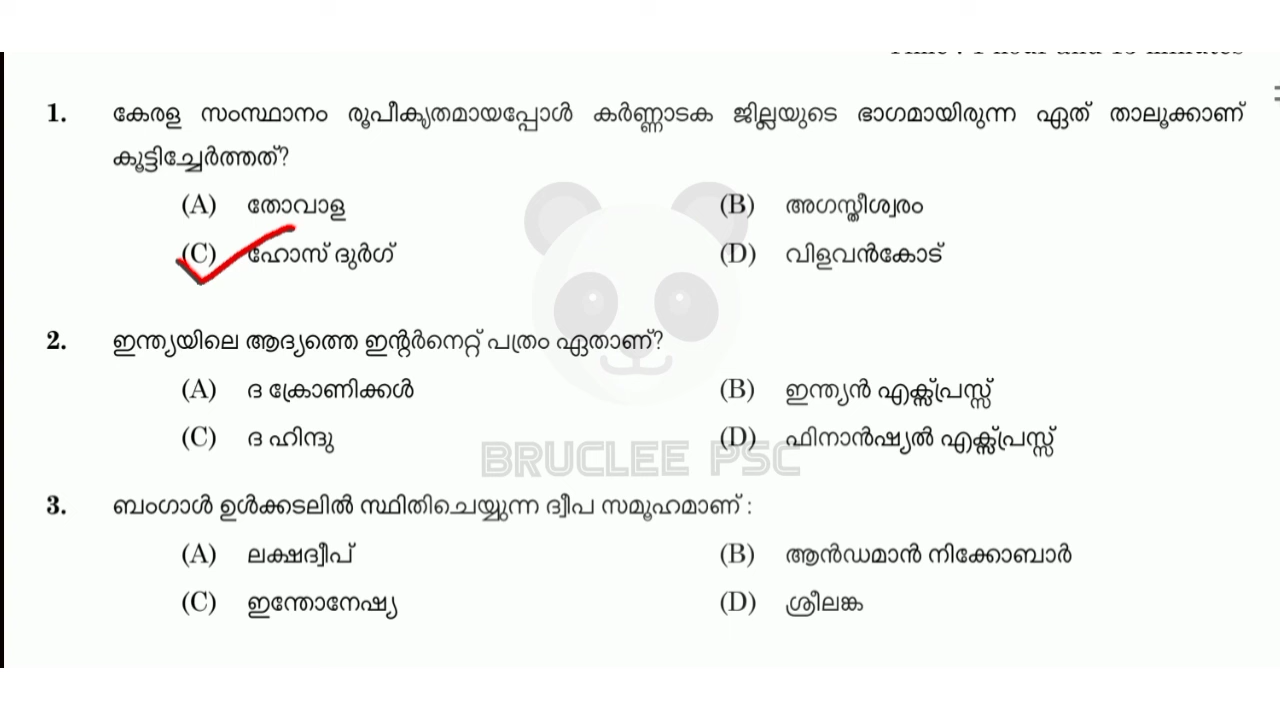 1. കേരള സംസ്ഥാനം രൂപീകൃതമായപ്പോൾ കർണ്ണാടക ജില്ലയുടെ ഭാഗമായിരുന്ന ഏത് താലൂക്കാണ്
കൂട്ടിച്ചേർത്തത്?
(A) തോവാള (B) അഗസ്തീശ്വരം
(C) ഹോസ് ദുർഗ് (D) വിളവൻകോട്
2. ഇന്ത്യയിലെ ആദ്യത്തെ ഇന്റർനെറ്റ് പത്രം ഏതാണ്?
(A) ദ ക്രോണിക്കൾ (B) ഇന്ത്യൻ എക്സ്പ്രസ്സ്
(C) ദ ഹിന്ദു (D) ഫിനാൻഷ്യൽ എക്സ്പ്രസ്സ്
BRUCLEE PSC
3. ബംഗാൾ ഉൾക്കടലിൽ സ്ഥിതിചെയ്യുന്ന ദ്വീപ സമൂഹമാണ് :
(A) ലക്ഷദ്വീപ് (B) ആൻഡമാൻ നിക്കോബാർ
(C) ഇന്തോനേഷ്യ (D) ശ്രീലങ്ക